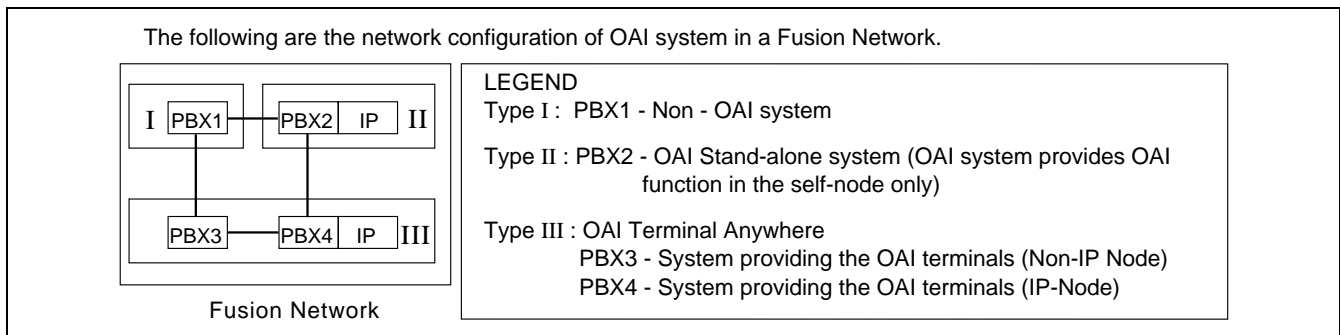 The following are the network configuration of OAI system in a Fusion Network.
I PBX1 PBX2 IP II
PBX3 PBX4 IP III
Fusion Network
LEGEND
Type I : PBX1 - Non - OAI system
Type II : PBX2 - OAI Stand-alone system (OAI system provides OAI
function in the self-node only)
Type III : OAI Terminal Anywhere
PBX3 - System providing the OAI terminals (Non-IP Node)
PBX4 - System providing the OAI terminals (IP-Node)